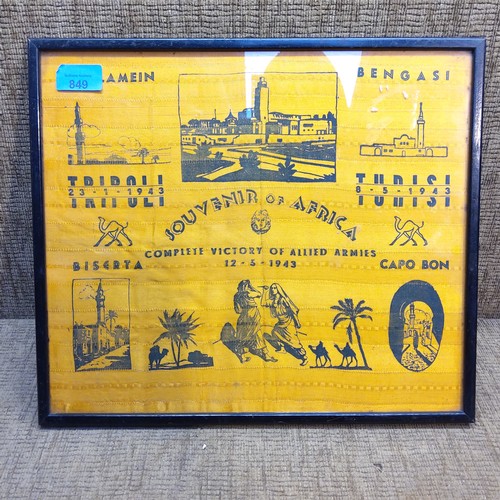 849
AMEIN
BENGASI
TRIPOLI
23-1-1943
TUNISI
8-5-1943
SOUVENIR OF AFRICA
COMPLETE VICTORY OF ALLIED ARMIES
12-5-1943
BISERTA
CAPO BON